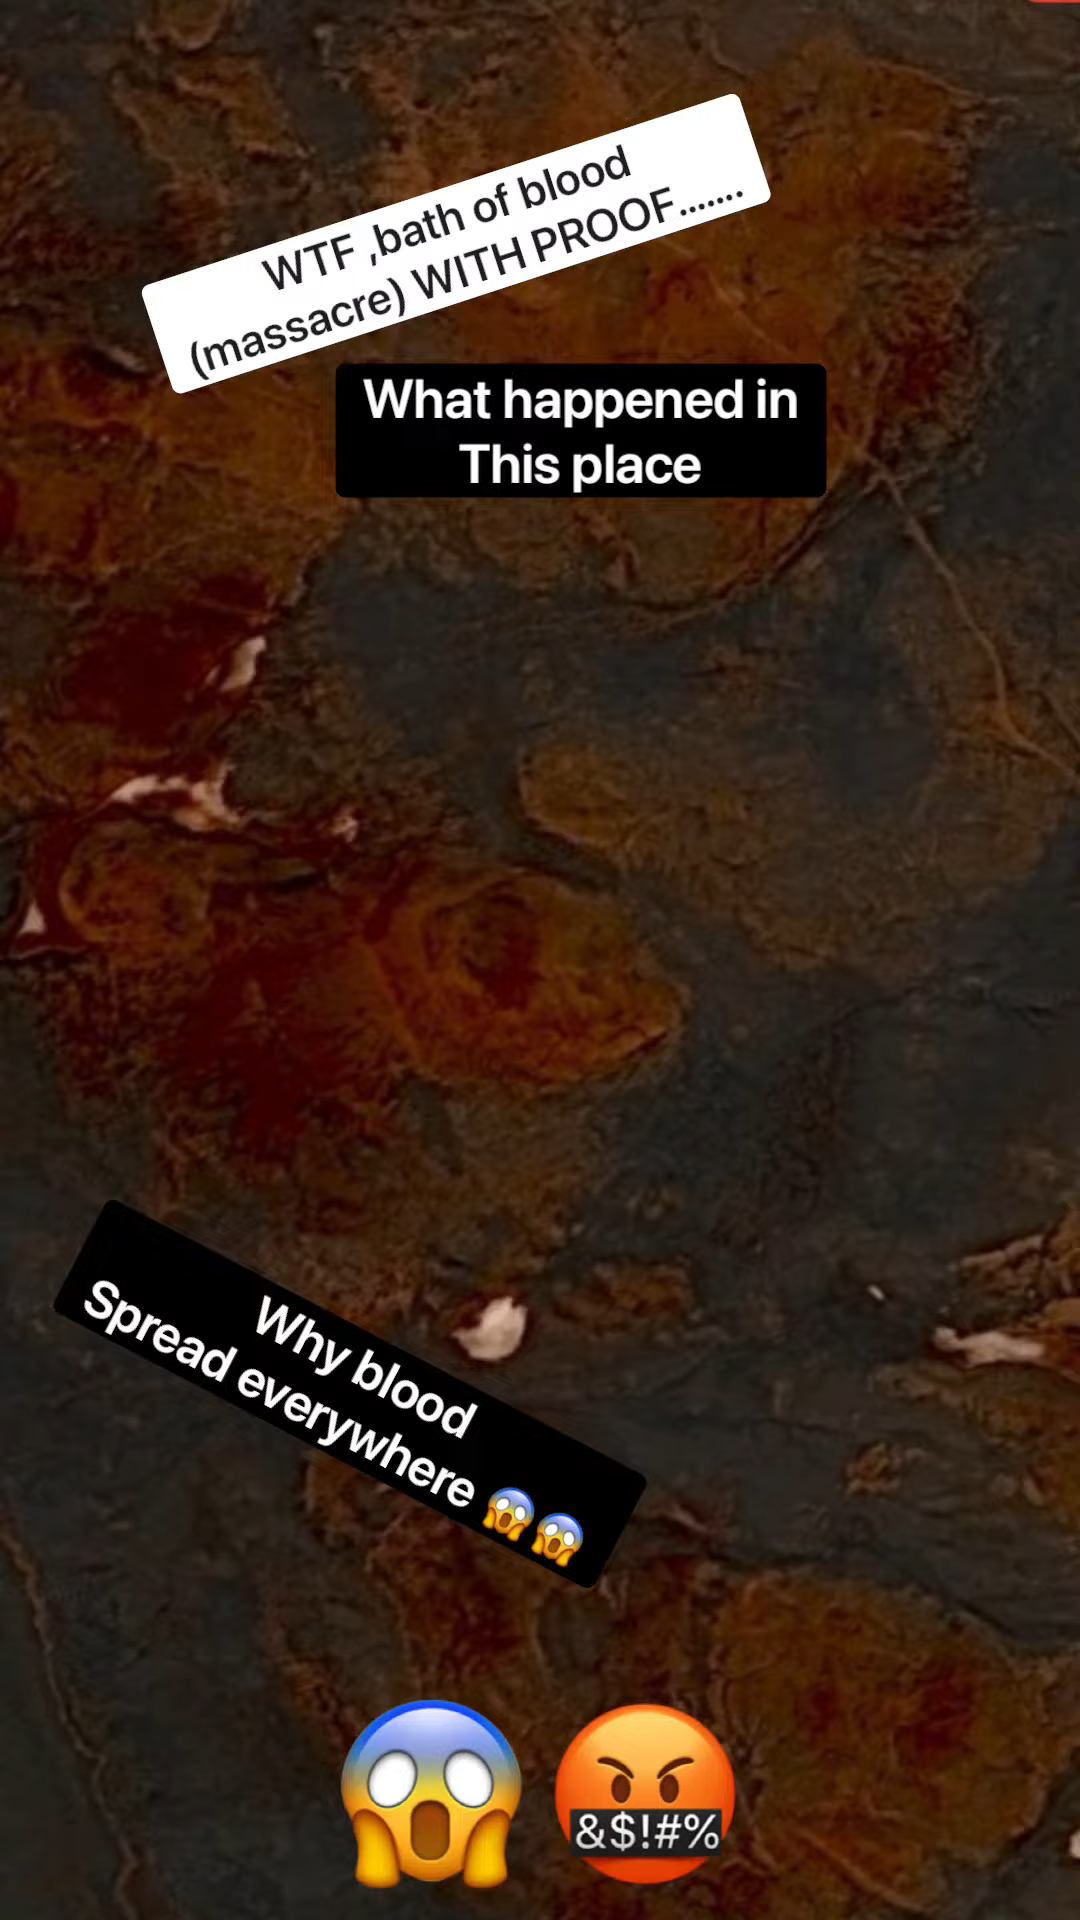 WTF ,bath of blood
(massacre) WITH PROOF.......
What happened in
This place
Why blood
Spread everywhere 😱😱
&$!#%